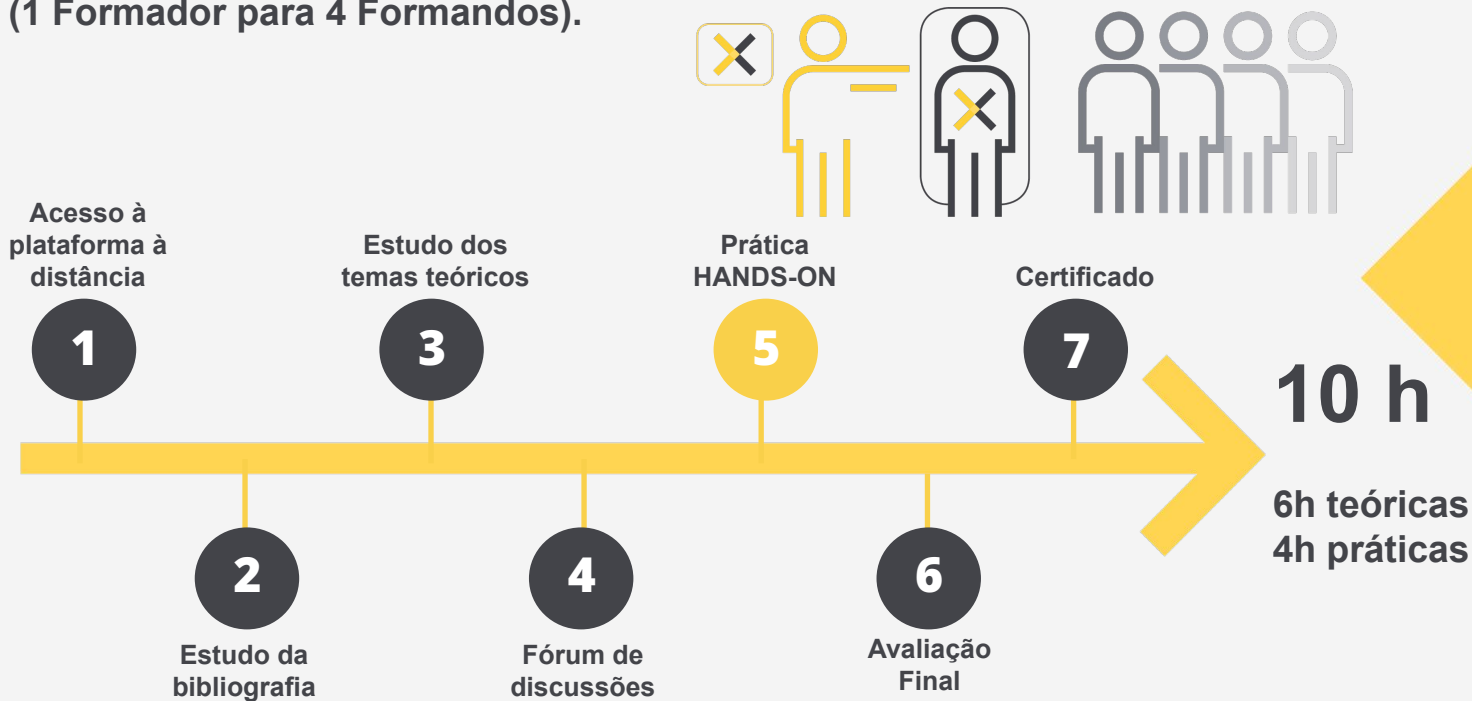 (1 Formador para 4 Formandos).
Acesso à
plataforma à
distância
1
Estudo da
bibliografia
2
Estudo dos
temas teóricos
3
Fórum de
discussões
4
Prática
HANDS-ON
5
Avaliação
Final
6
Certificado
7
10 h
6h teóricas
4h práticas